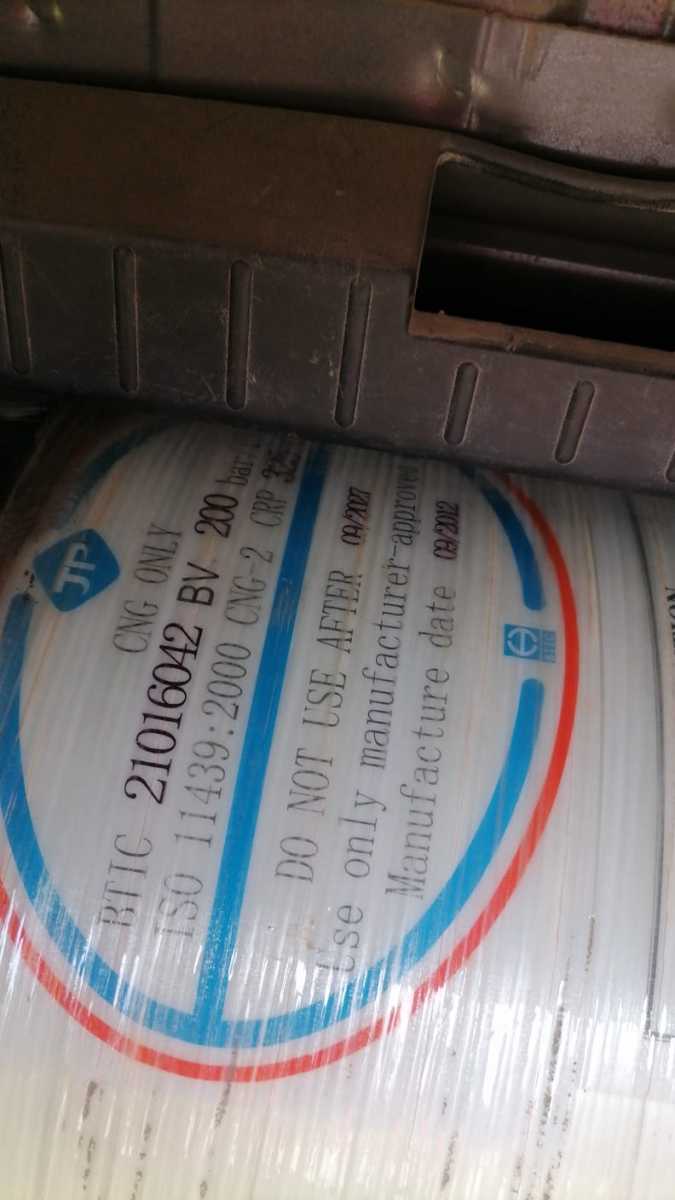 JP
CNG ONLY
BTIC 21016042 BV 200 bar
ISO 11439:2000 CNG-2 CRP
DO NOT USE AFTER 09/2027
Use only manufacturer-approved
Manufacture date 09/2012